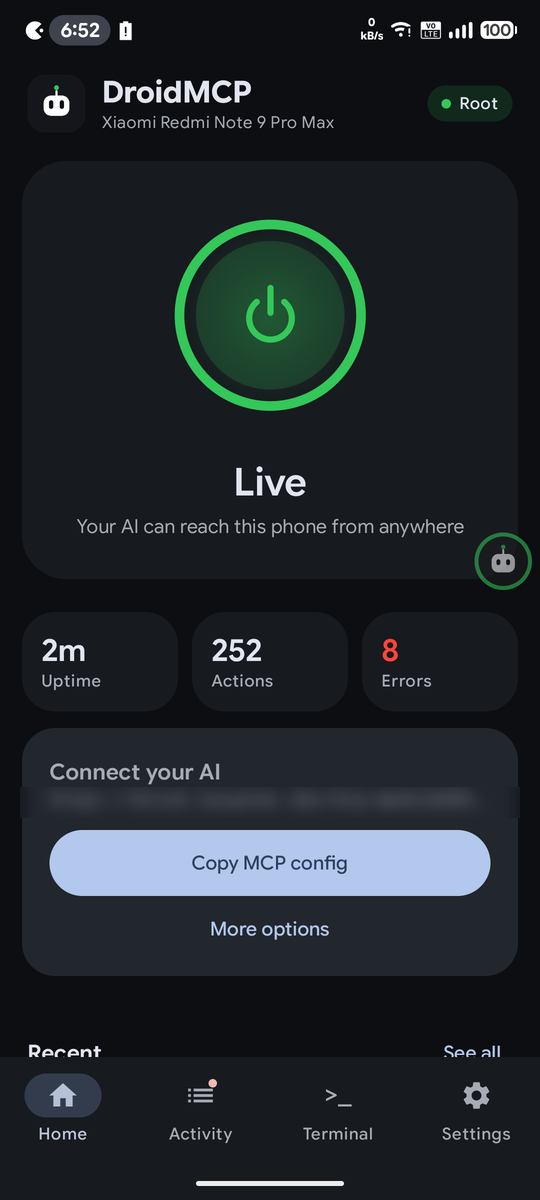 6:52
0
kB/s
VO
LTE
100
DroidMCP
Xiaomi Redmi Note 9 Pro Max
Root
Live
Your AI can reach this phone from anywhere
2m
Uptime
252
Actions
8
Errors
Connect your AI
Copy MCP config
More options
Recent
See all
Home
Activity
>_
Terminal
Settings